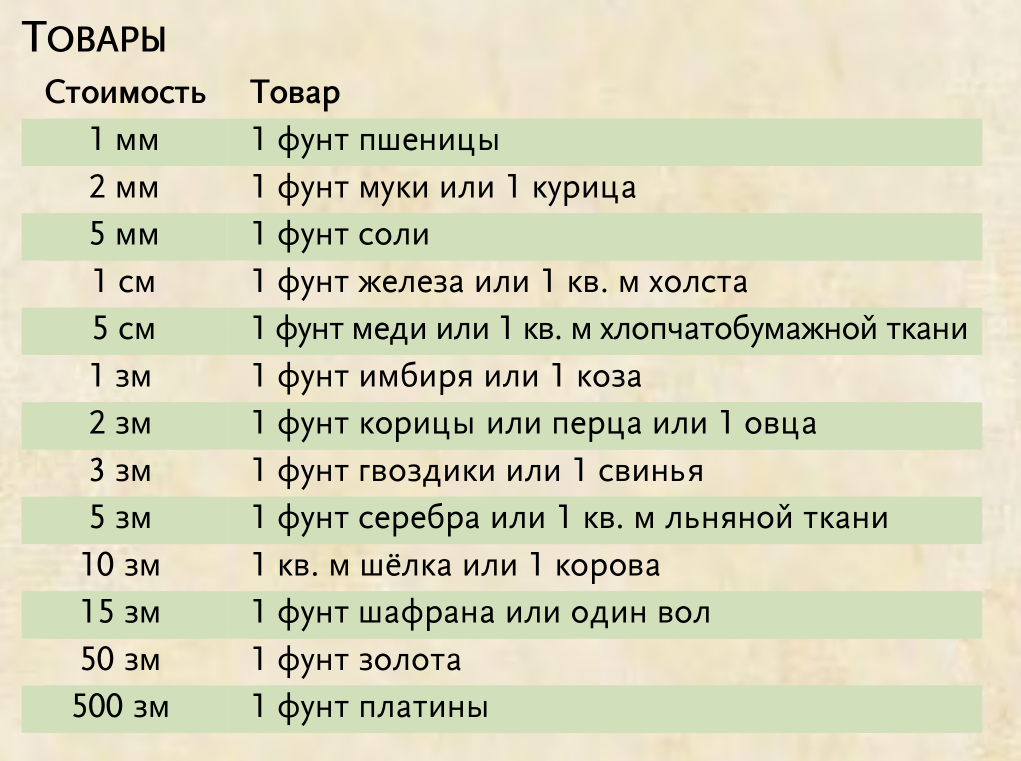 Товары
Стоимость Товар
1 мм 1 фунт пшеницы
2 мм 1 фунт муки или 1 курица
5 мм 1 фунт соли
1 см 1 фунт железа или 1 кв. м холста
5 см 1 фунт меди или 1 кв. м хлопчатобумажной ткани
1 зм 1 фунт имбиря или 1 коза
2 зм 1 фунт корицы или перца или 1 овца
3 зм 1 фунт гвоздики или 1 свинья
5 зм 1 фунт серебра или 1 кв. м льняной ткани
10 зм 1 кв. м шёлка или 1 корова
15 зм 1 фунт шафрана или один вол
50 зм 1 фунт золота
500 зм 1 фунт платины